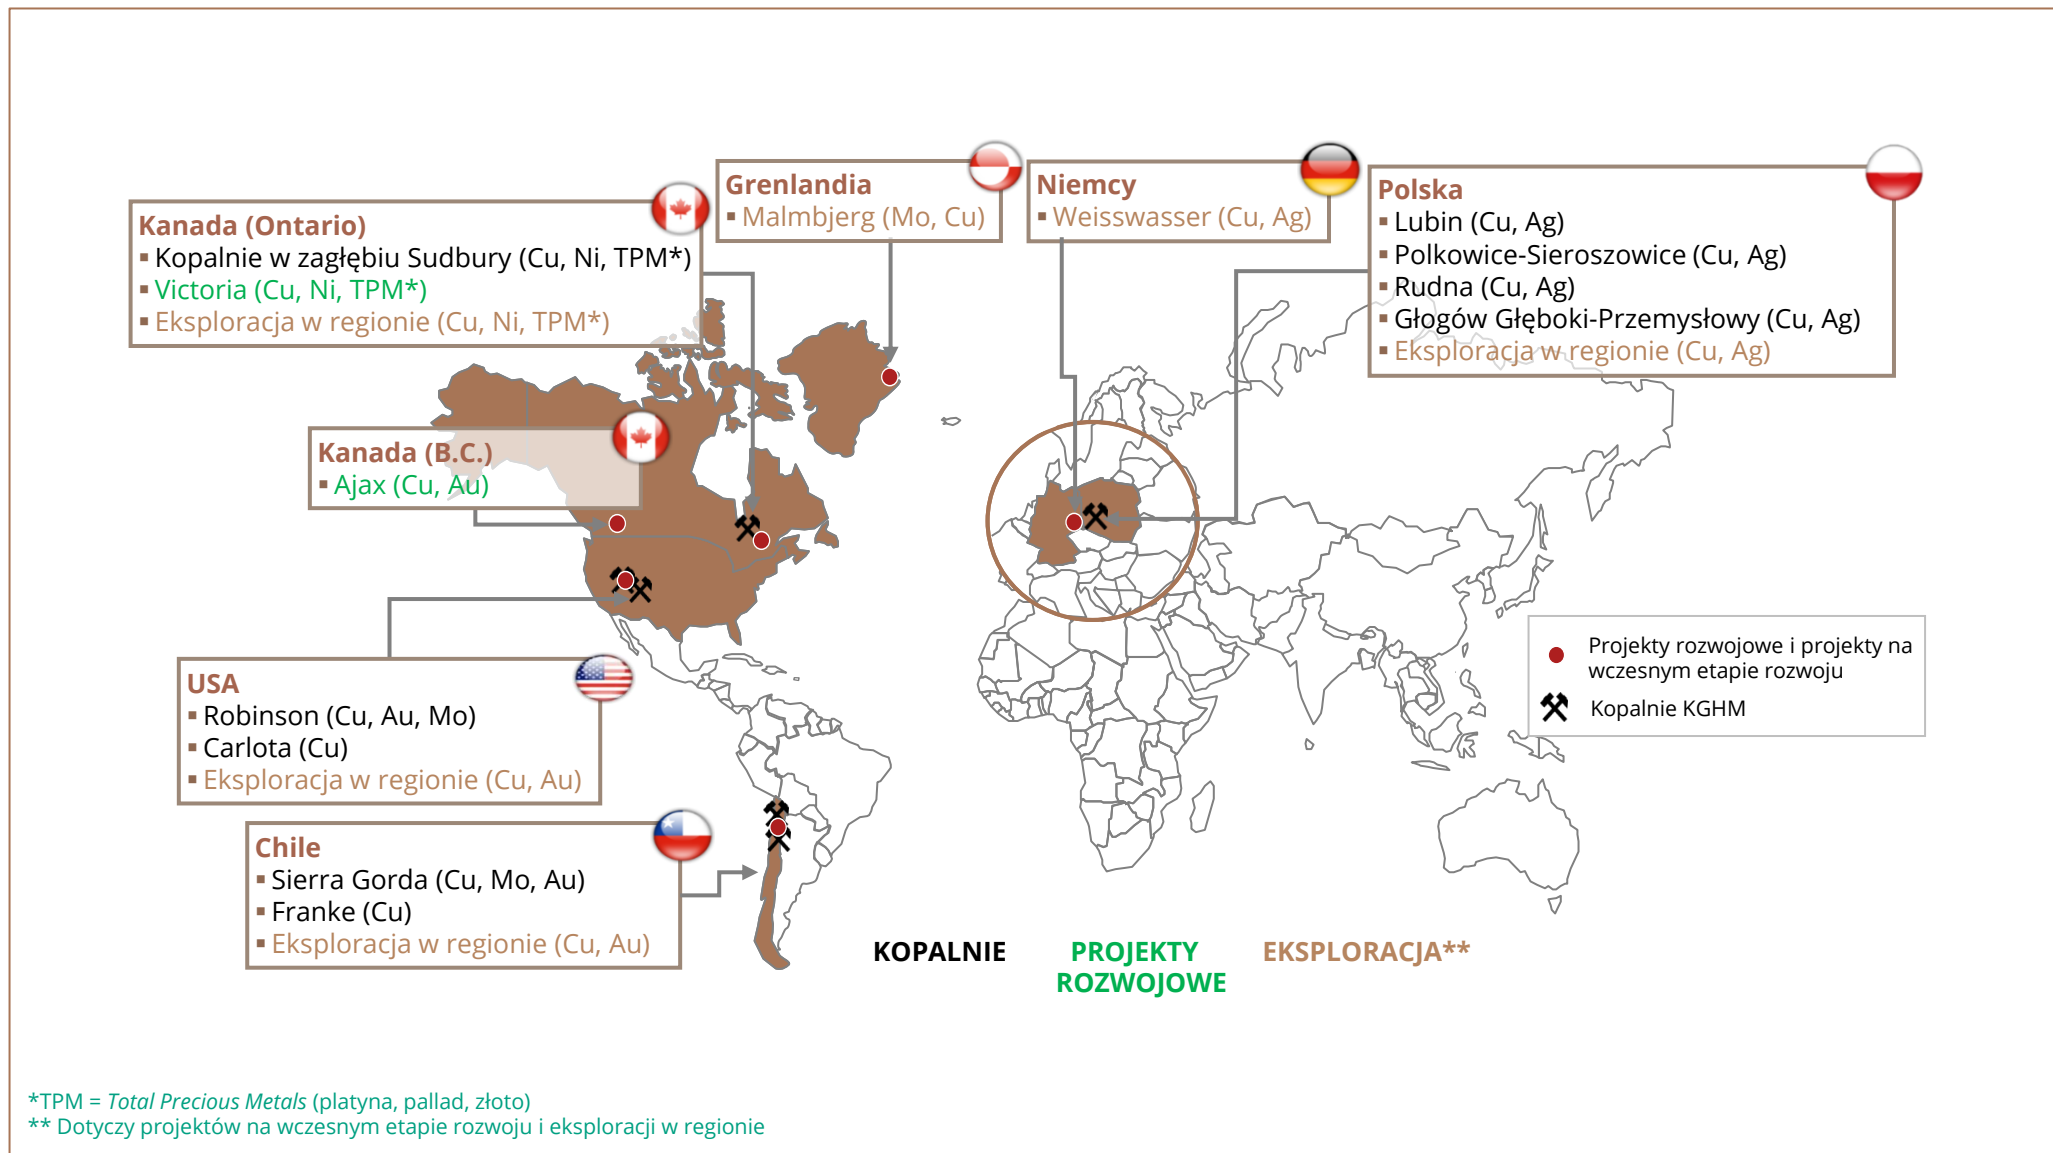 Kanada (Ontario)
▪ Kopalnie w zagłębiu Sudbury (Cu, Ni, TPM*)
▪ Victoria (Cu, Ni, TPM*)
▪ Eksploracja w regionie (Cu, Ni, TPM*)
Grenlandia
▪ Malmbjerg (Mo, Cu)
Niemcy
▪ Weisswasser (Cu, Ag)
Polska
▪ Lubin (Cu, Ag)
▪ Polkowice-Sieroszowice (Cu, Ag)
▪ Rudna (Cu, Ag)
▪ Głogów Głęboki-Przemysłowy (Cu, Ag)
▪ Eksploracja w regionie (Cu, Ag)
Kanada (B.C.)
▪ Ajax (Cu, Au)
USA
▪ Robinson (Cu, Au, Mo)
▪ Carlota (Cu)
▪ Eksploracja w regionie (Cu, Au)
Projekty rozwojowe i projekty na
wczesnym etapie rozwoju
Kopalnie KGHM
Chile
▪ Sierra Gorda (Cu, Mo, Au)
▪ Franke (Cu)
▪ Eksploracja w regionie (Cu, Au)
KOPALNIE
PROJEKTY
ROZWOJOWE
EKSPLORACJA**
*TPM = Total Precious Metals (platyna, pallad, złoto)
** Dotyczy projektów na wczesnym etapie rozwoju i eksploracji w regionie